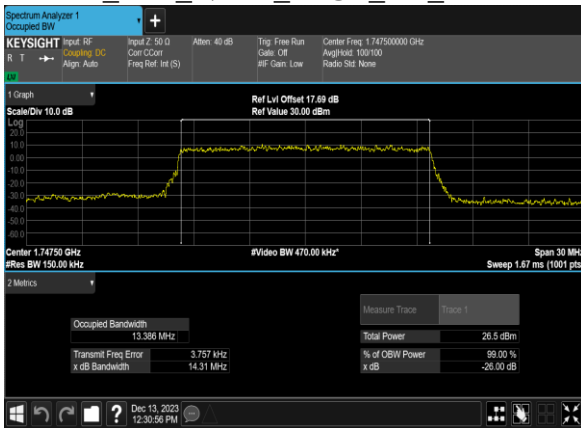 Spectrum Analyzer 1
Occupied BW
+
KEYSIGHT Input: RF Input Z: 50 Ω Atten: 40 dB Trig: Free Run Center Freq: 1.747500000 GHz
R T Coupling: DC Corr CCorr Gate: Off Avg|Hold: 100/100
Align: Auto Freq Ref: Int (S) #IF Gain: Low Radio Std: None
1 Graph
Ref Lvl Offset 17.69 dB
Scale/Div 10.0 dB Ref Value 30.00 dBm
Log
20.0
10.0
0.00
-10.0
-20.0
-30.0
-40.0
-50.0
-60.0
Center 1.74750 GHz #Video BW 470.00 kHz* Span 30 MHz
#Res BW 150.00 kHz Sweep 1.67 ms (1001 pts
2 Metrics
Measure Trace Trace 1
Occupied Bandwidth
13.386 MHz Total Power 26.5 dBm
Transmit Freq Error 3.757 kHz % of OBW Power 99.00 %
x dB Bandwidth 14.31 MHz x dB -26.00 dB
? Dec 13, 2023
12:30:56 PM